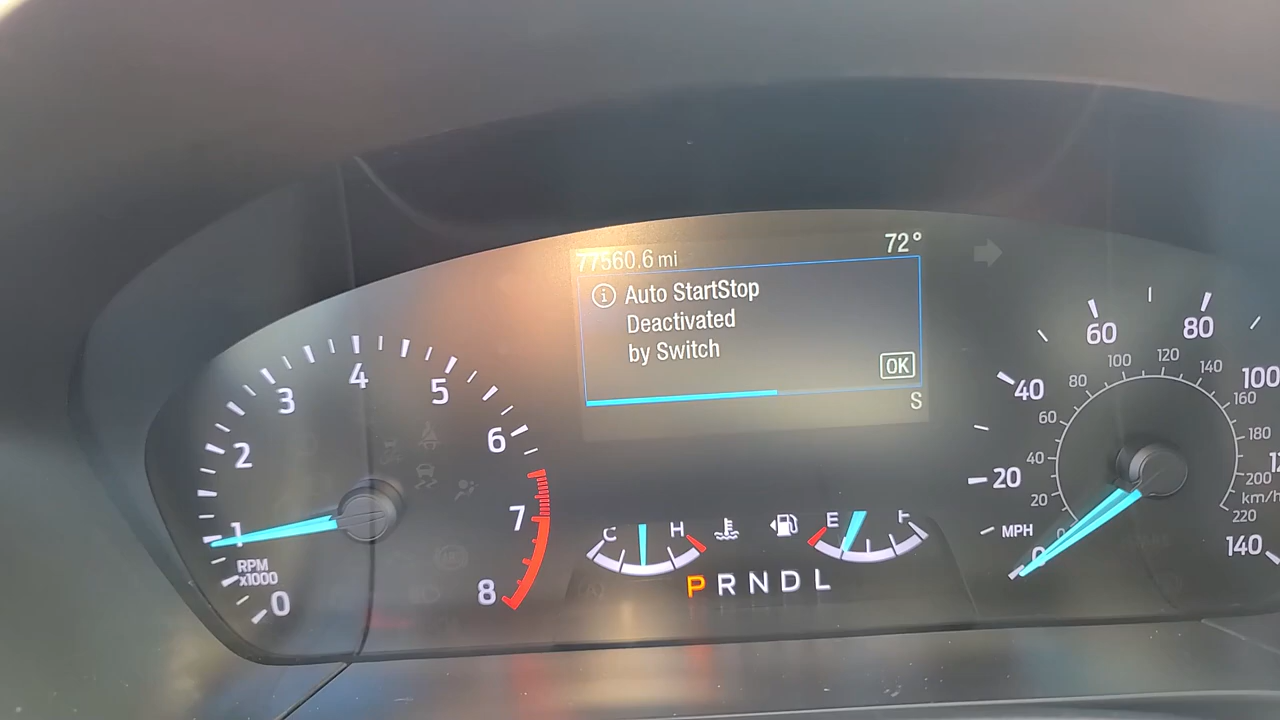 77560.6 mi
72°
ⓘ Auto StartStop
Deactivated
by Switch
OK
S
0
1
2
3
4
5
6
7
8
RPM
x1000
C
H
E
F
P R N D L
0
20
40
60
80
100
140
MPH
20
40
60
80
100
120
140
160
180
200
220
km/h